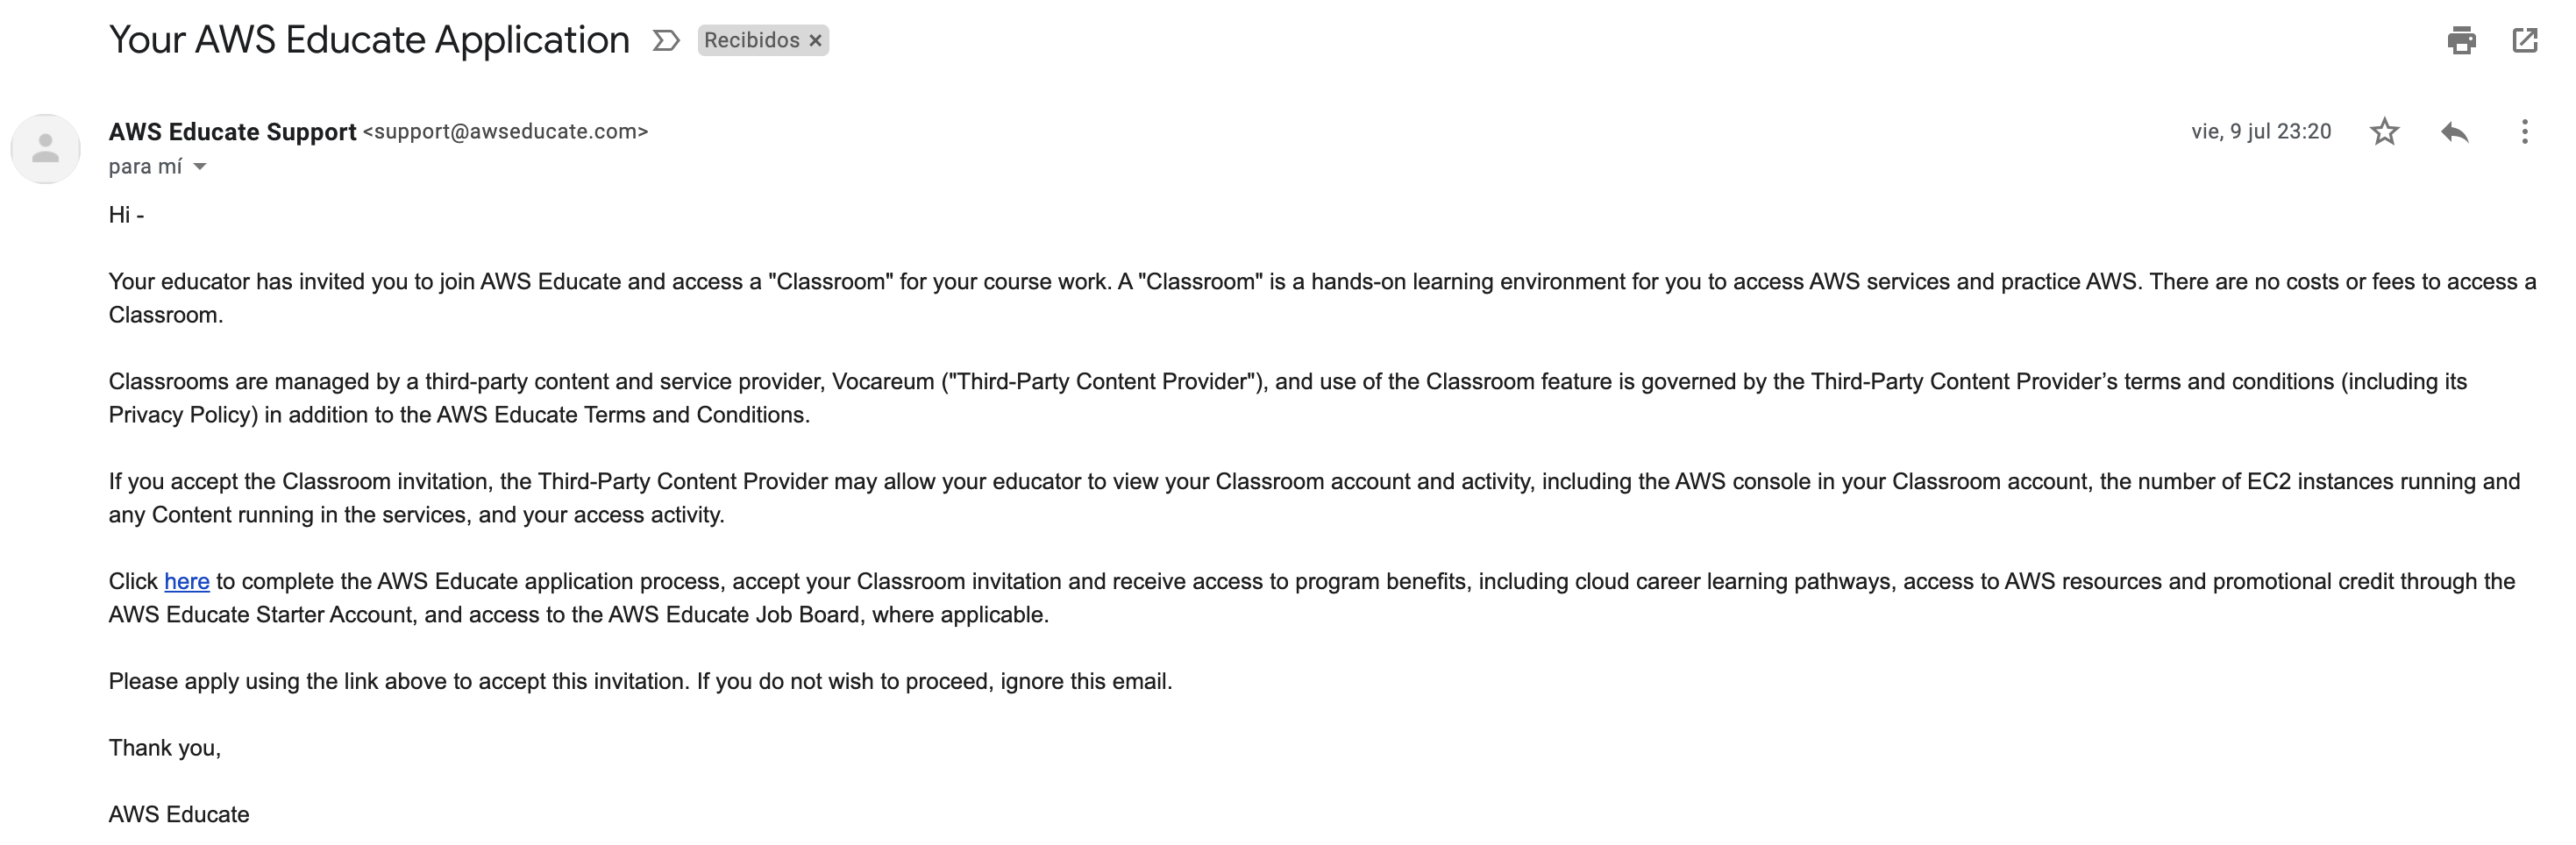 Your AWS Educate Application Recibidos
AWS Educate Support <support@awseducate.com> vie, 9 jul 23:20
para mí
Hi -
Your educator has invited you to join AWS Educate and access a "Classroom" for your course work. A "Classroom" is a hands-on learning environment for you to access AWS services and practice AWS. There are no costs or fees to access a
Classroom.
Classrooms are managed by a third-party content and service provider, Vocareum ("Third-Party Content Provider"), and use of the Classroom feature is governed by the Third-Party Content Provider’s terms and conditions (including its
Privacy Policy) in addition to the AWS Educate Terms and Conditions.
If you accept the Classroom invitation, the Third-Party Content Provider may allow your educator to view your Classroom account and activity, including the AWS console in your Classroom account, the number of EC2 instances running and
any Content running in the services, and your access activity.
Click here to complete the AWS Educate application process, accept your Classroom invitation and receive access to program benefits, including cloud career learning pathways, access to AWS resources and promotional credit through the
AWS Educate Starter Account, and access to the AWS Educate Job Board, where applicable.
Please apply using the link above to accept this invitation. If you do not wish to proceed, ignore this email.
Thank you,
AWS Educate